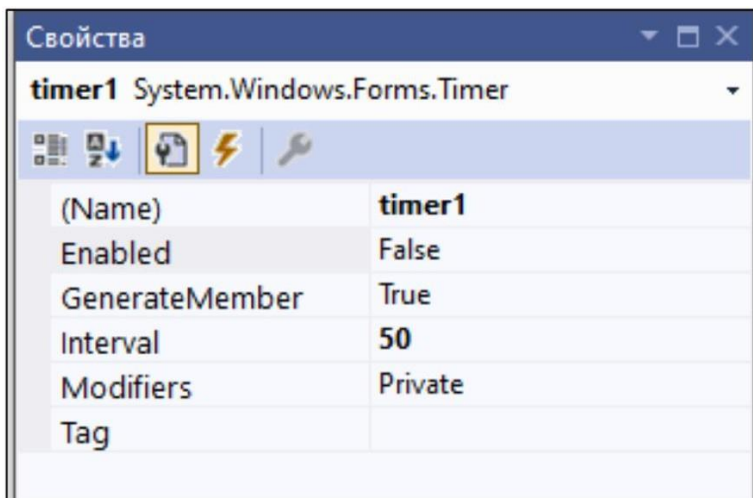 Свойства
timer1 System.Windows.Forms.Timer
(Name) timer1
Enabled False
GenerateMember True
Interval 50
Modifiers Private
Tag